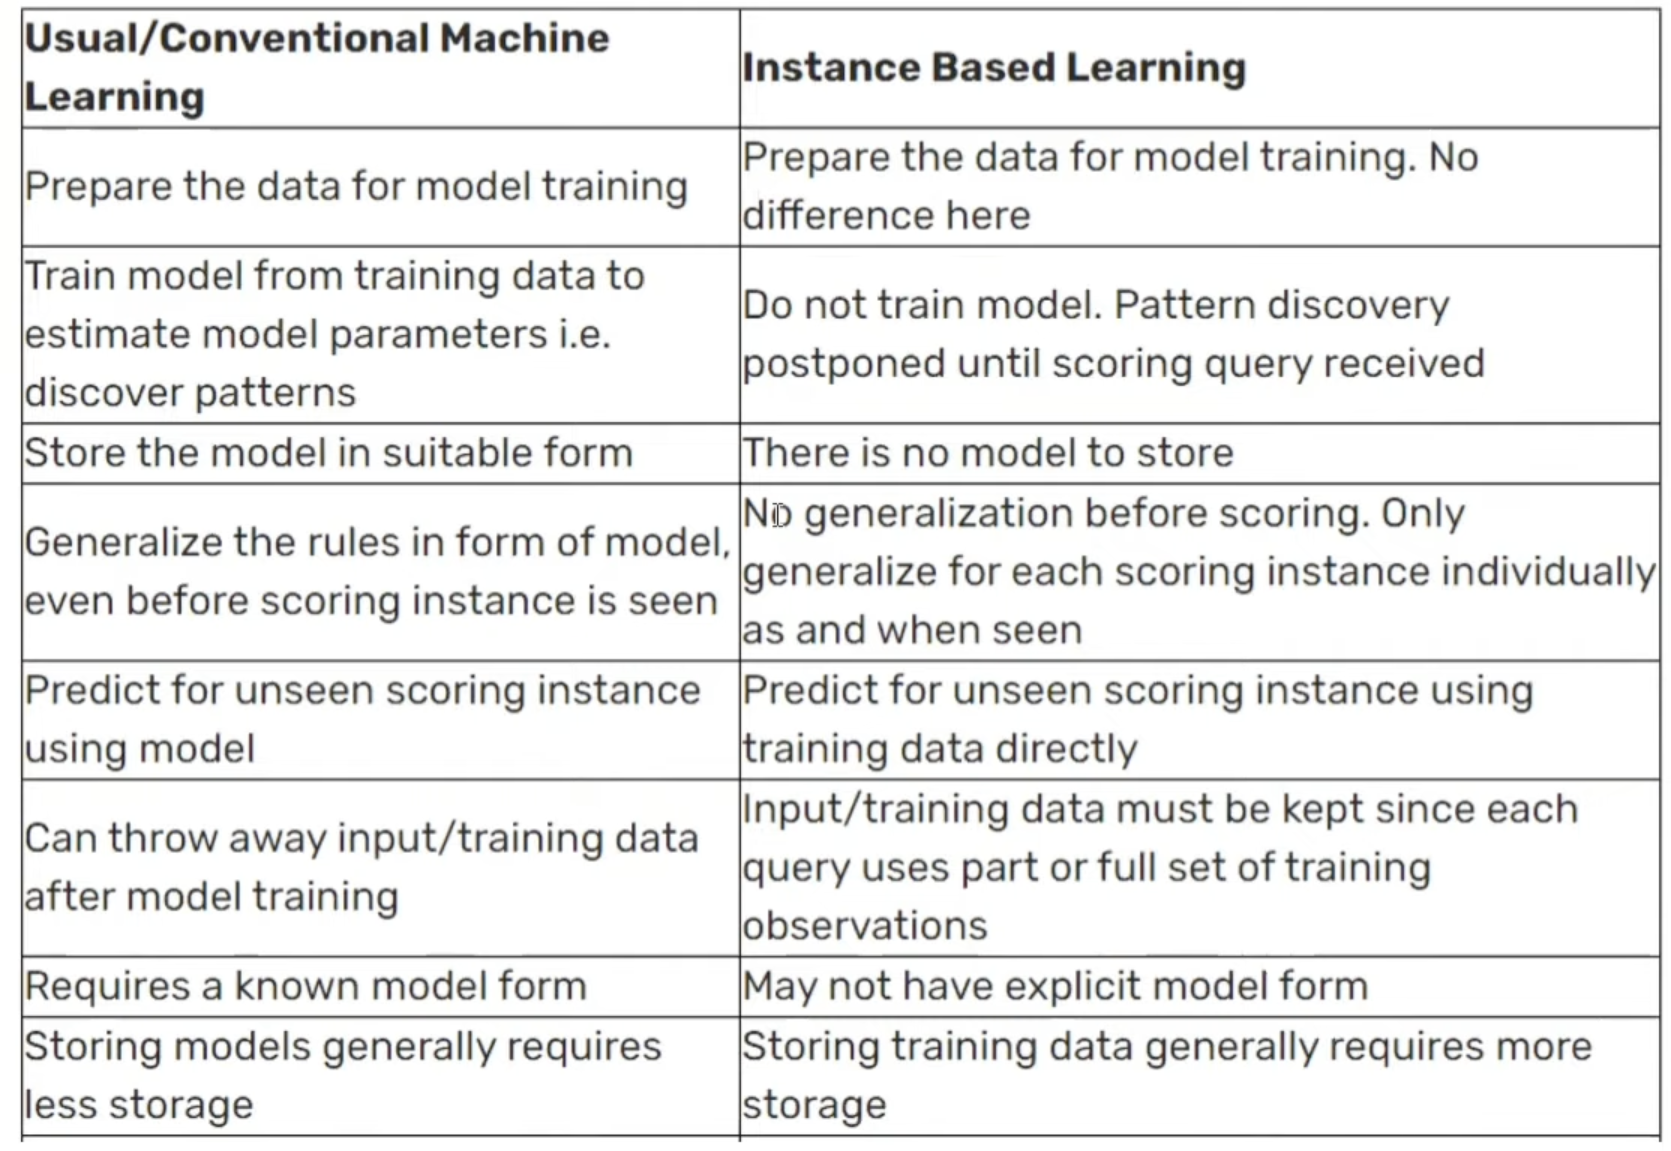 Usual/Conventional Machine
Learning
Instance Based Learning
Prepare the data for model training
Prepare the data for model training. No
difference here
Train model from training data to
estimate model parameters i.e.
discover patterns
Do not train model. Pattern discovery
postponed until scoring query received
Store the model in suitable form
There is no model to store
Generalize the rules in form of model,
even before scoring instance is seen
No generalization before scoring. Only
generalize for each scoring instance individually
as and when seen
Predict for unseen scoring instance
using model
Predict for unseen scoring instance using
training data directly
Can throw away input/training data
after model training
Input/training data must be kept since each
query uses part or full set of training
observations
Requires a known model form
May not have explicit model form
Storing models generally requires
less storage
Storing training data generally requires more
storage